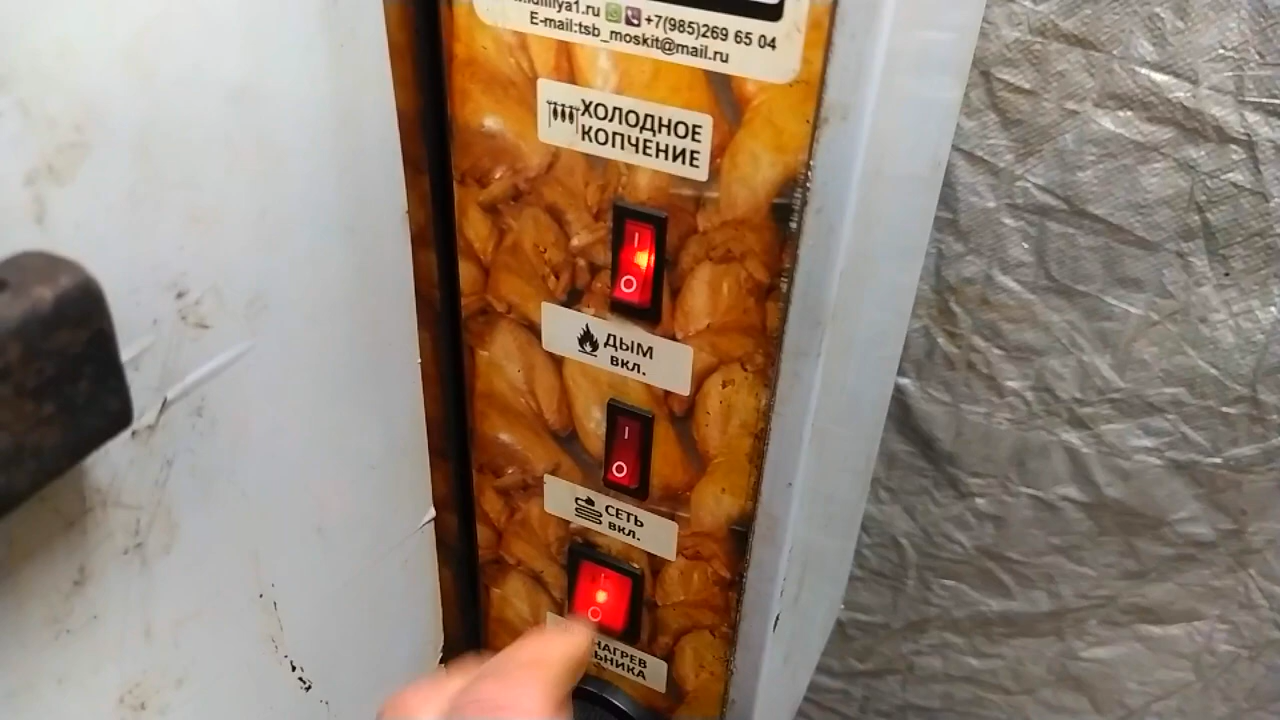 +7(985)269 65 04
E-mail:tsb_moskit@mail.ru
ХОЛОДНОЕ
КОПЧЕНИЕ
I
O
ДЫМ
вкл.
I
O
СЕТЬ
вкл.
I
O
НАГРЕВ